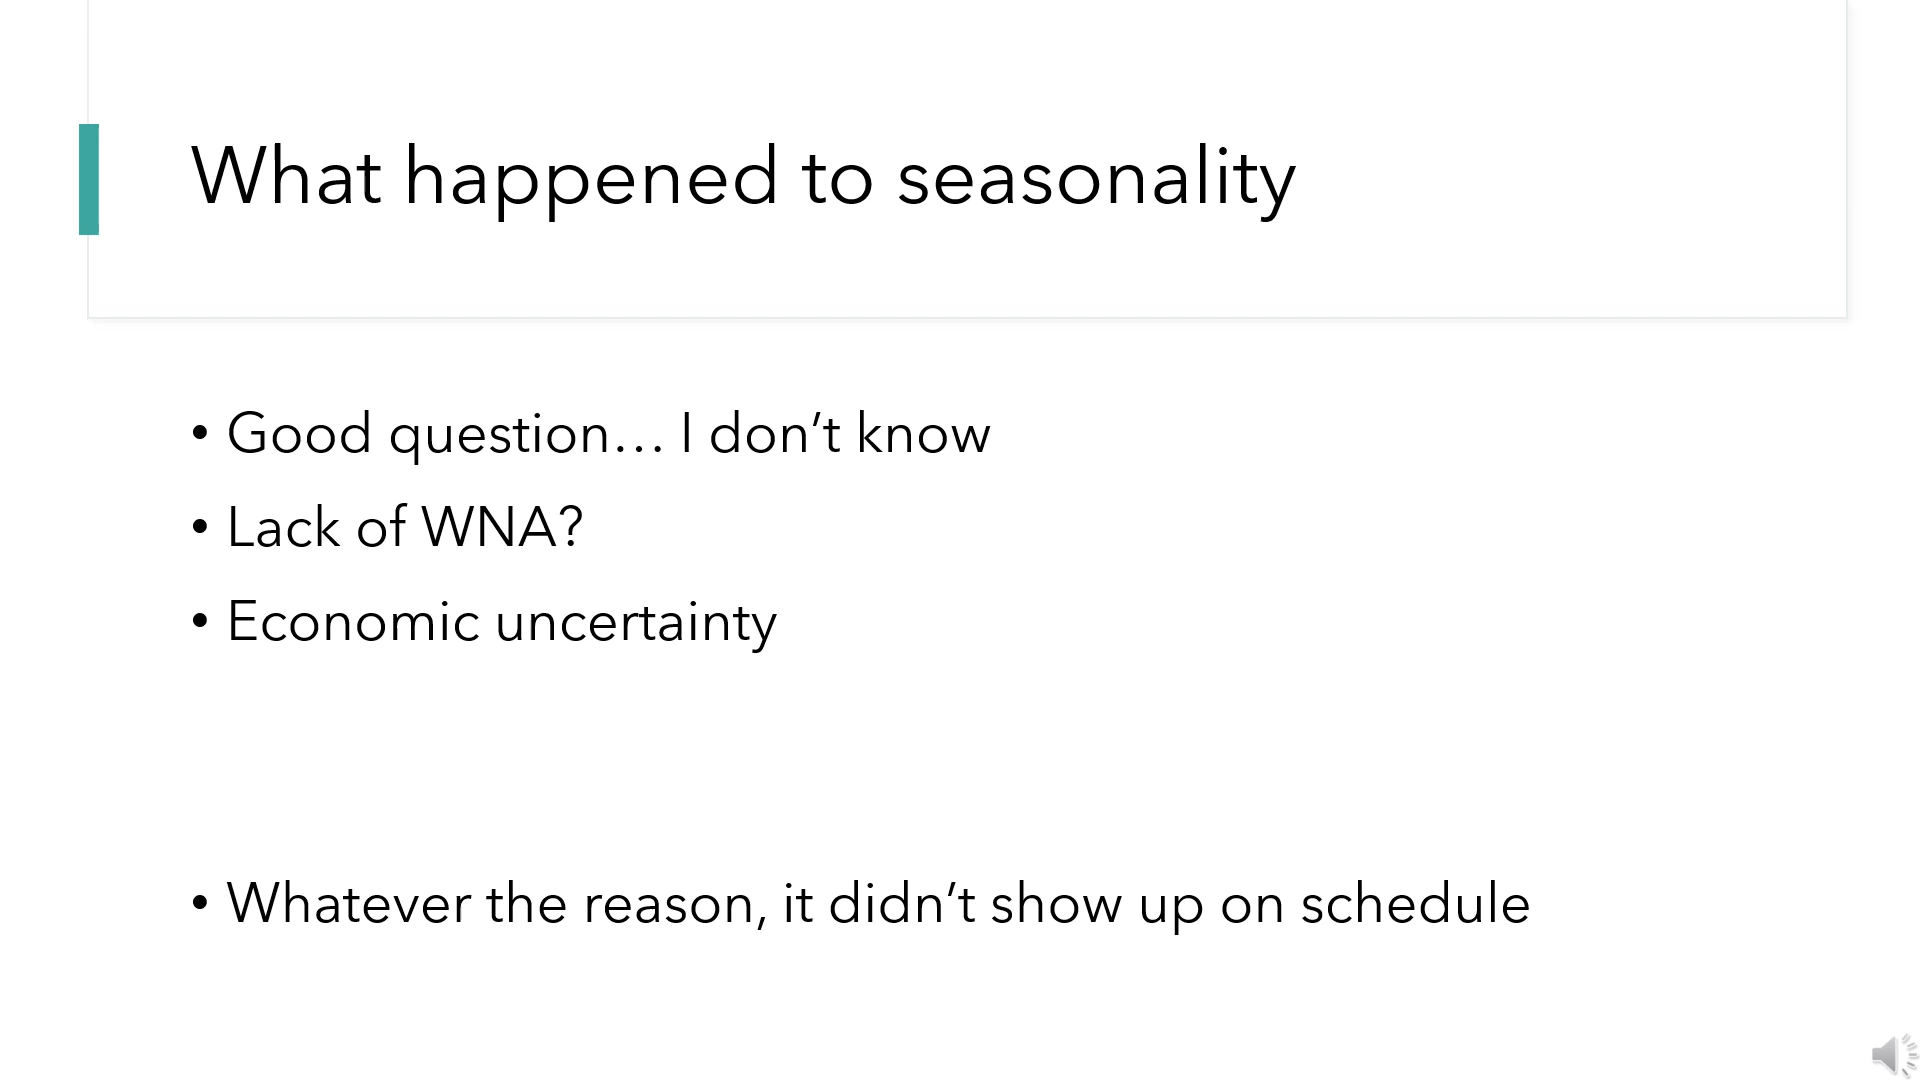 What happened to seasonality
• Good question… I don’t know
• Lack of WNA?
• Economic uncertainty
• Whatever the reason, it didn’t show up on schedule